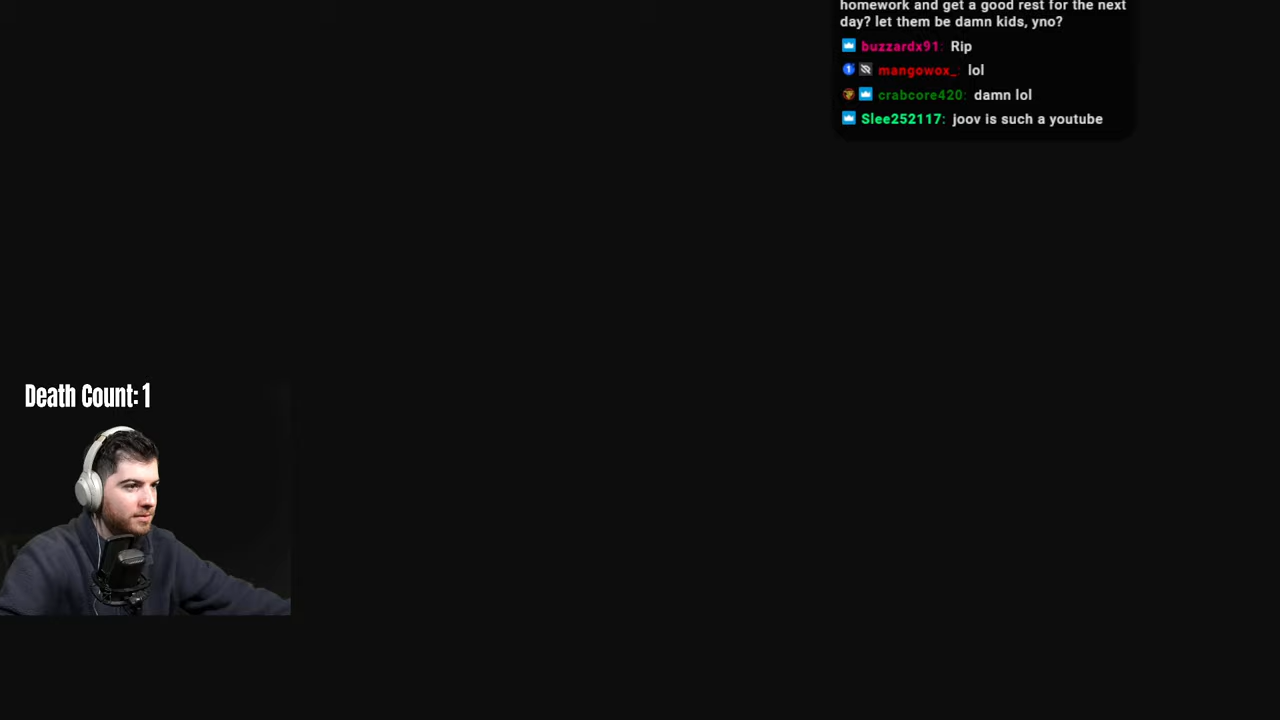 homework and get a good rest for the next
day? let them be damn kids, yno?
buzzardx91: Rip
mangowox_: lol
crabcore420: damn lol
Slee252117: joov is such a youtube
Death Count: 1